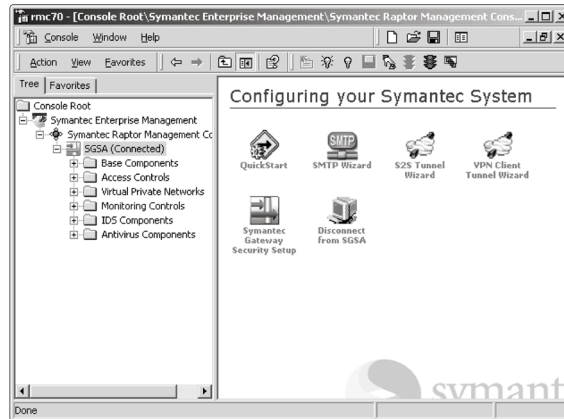 rmc70 - [Console Root\Symantec Enterprise Management\Symantec Raptor Management Cons...
Console Window Help
Action View Favorites
Tree Favorites
Console Root
Symantec Enterprise Management
Symantec Raptor Management Cc
SGSA (Connected)
Base Components
Access Controls
Virtual Private Networks
Monitoring Controls
IDS Components
Antivirus Components
Configuring your Symantec System
SMTP
QuickStart
SMTP Wizard
S2S Tunnel
Wizard
VPN Client
Tunnel Wizard
Symantec
Gateway
Security Setup
Disconnect
from SGSA
symant
Done